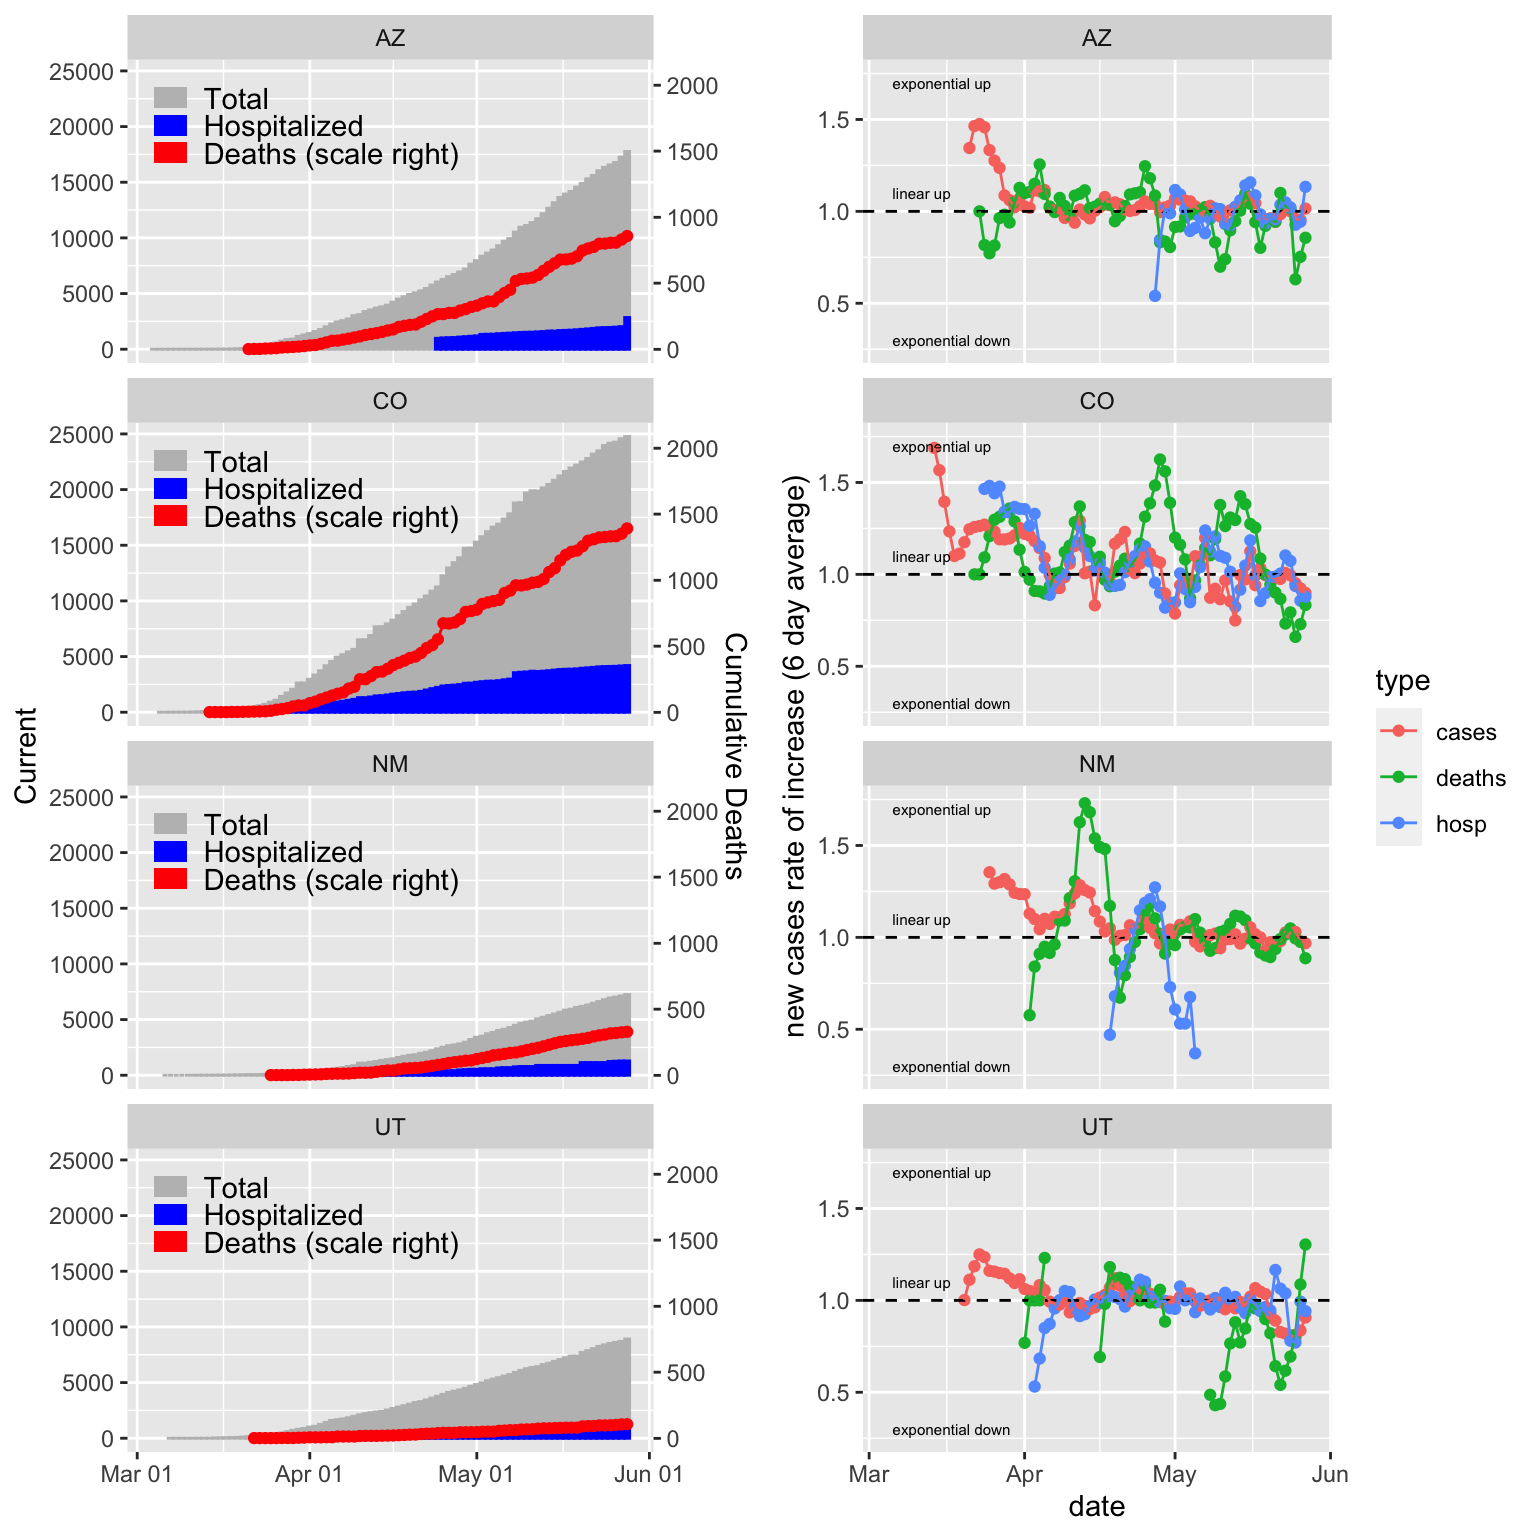 AZ
25000
20000
15000
10000
5000
0
Total
Hospitalized
Deaths (scale right)
2000
1500
1000
500
0
CO
25000
20000
15000
10000
5000
0
Total
Hospitalized
Deaths (scale right)
2000
1500
1000
500
0
NM
25000
20000
15000
10000
5000
0
Total
Hospitalized
Deaths (scale right)
2000
1500
1000
500
0
UT
25000
20000
15000
10000
5000
0
Total
Hospitalized
Deaths (scale right)
2000
1500
1000
500
0
Mar 01
Apr 01
May 01
Jun 01
Current
Cumulative Deaths
AZ
1.5
1.0
0.5
exponential up
linear up
exponential down
CO
1.5
1.0
0.5
exponential up
linear up
exponential down
NM
1.5
1.0
0.5
exponential up
linear up
exponential down
UT
1.5
1.0
0.5
exponential up
linear up
exponential down
Mar
Apr
May
Jun
date
new cases rate of increase (6 day average)
type
cases
deaths
hosp